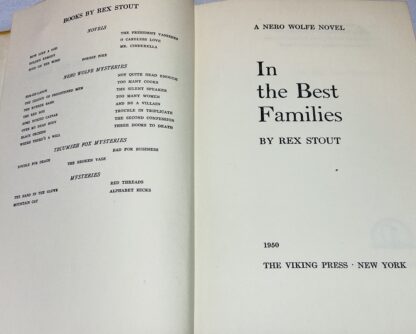 BOOKS BY REX STOUT
NOVELS
HOW LIKE A GOD
THE PRESIDENT VANISHES
GOLDEN REMEDY
O CARELESS LOVE
SEED ON THE WIND
MR. CINDERELLA
FOREST FIRE
NERO WOLFE MYSTERIES
FER-DE-LANCE
NOT QUITE DEAD ENOUGH
THE LEAGUE OF FRIGHTENED MEN
TOO MANY COOKS
THE RUBBER BAND
THE SILENT SPEAKER
THE RED BOX
TOO MANY WOMEN
SOME BURIED CAESAR
AND BE A VILLAIN
OVER MY DEAD BODY
TROUBLE IN TRIPLICATE
BLACK ORCHIDS
THE SECOND CONFESSION
WHERE THERE'S A WILL
THREE DOORS TO DEATH
TECUMSEH FOX MYSTERIES
DOUBLE FOR DEATH
BAD FOR BUSINESS
THE BROKEN VASE
MYSTERIES
THE HAND IN THE GLOVE
RED THREADS
MOUNTAIN CAT
ALPHABET HICKS
A NERO WOLFE NOVEL
In
the Best
Families
BY REX STOUT
1950
THE VIKING PRESS · NEW YORK